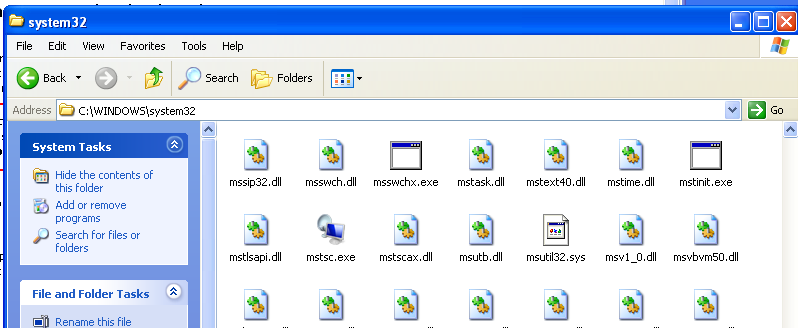 system32
File Edit View Favorites Tools Help
Back Search Folders
Address C:\WINDOWS\system32 Go
System Tasks
Hide the contents of
this folder
Add or remove
programs
Search for files or
folders
File and Folder Tasks
Rename this file
mssip32.dll msswch.dll msswchx.exe mstask.dll mstext40.dll mstime.dll mstinit.exe
mstlsapi.dll mstsc.exe mstscax.dll msutb.dll msutil32.sys msv1_0.dll msvbvm50.dll